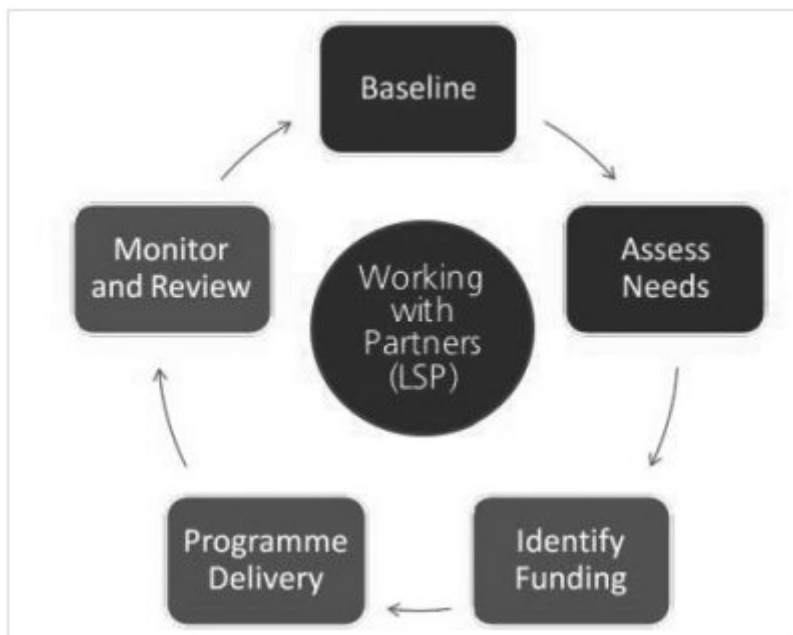 Baseline
Assess
Needs
Identify
Funding
Programme
Delivery
Monitor
and Review
Working
with
Partners
(LSP)